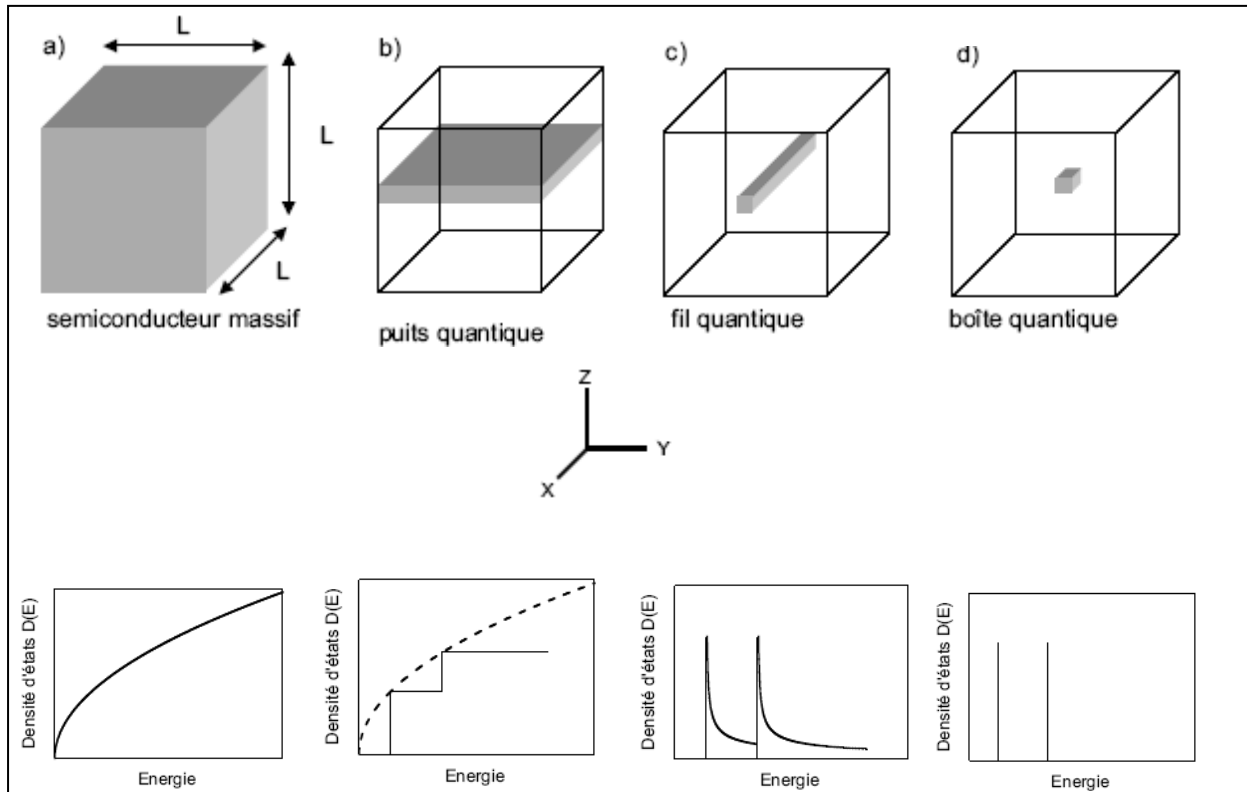 a)
L
L
L
semiconducteur massif
b)
puits quantique
c)
fil quantique
d)
boîte quantique
Z
Y
X
Densité d'états D(E)
Energie
Densité d'états D(E)
Energie
Densité d'états D(E)
Energie
Densité d'états D(E)
Energie